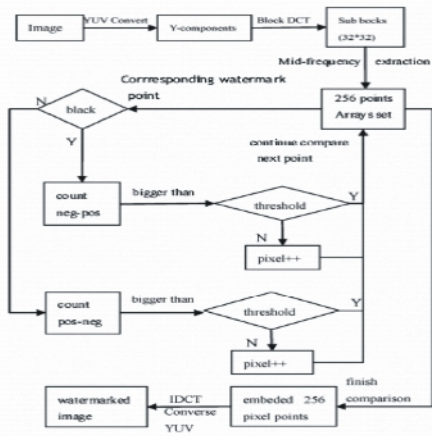 Image
YUV Convert
Y-components
Block DCT
Sub bocks
(32*32)
Mid-frequency extraction
Corrresponding watermark
point
N
black
256 points
Arrays set
Y
continue compare
next point
count
neg-pos
bigger than
threshold
Y
N
pixel++
count
pos-neg
bigger than
threshold
Y
N
pixel++
finish
comparison
watermarked
image
IDCT
Converse
YUV
embeded 256
pixel points